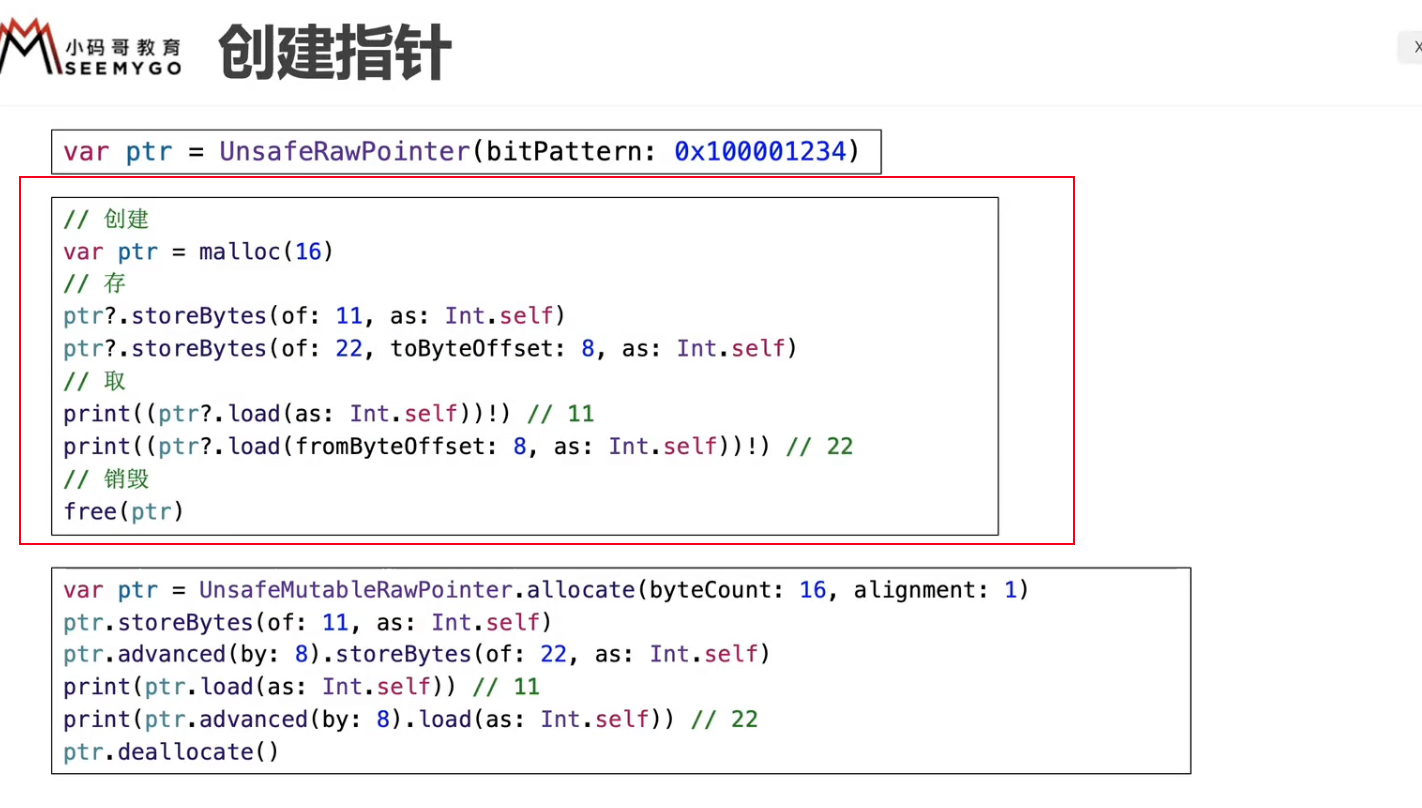 小码哥教育
SEEMYGO
创建指针
X
var ptr = UnsafeRawPointer(bitPattern: 0x100001234)
// 创建
var ptr = malloc(16)
// 存
ptr?.storeBytes(of: 11, as: Int.self)
ptr?.storeBytes(of: 22, toByteOffset: 8, as: Int.self)
// 取
print((ptr?.load(as: Int.self))!) // 11
print((ptr?.load(fromByteOffset: 8, as: Int.self))!) // 22
// 销毁
free(ptr)
var ptr = UnsafeMutableRawPointer.allocate(byteCount: 16, alignment: 1)
ptr.storeBytes(of: 11, as: Int.self)
ptr.advanced(by: 8).storeBytes(of: 22, as: Int.self)
print(ptr.load(as: Int.self)) // 11
print(ptr.advanced(by: 8).load(as: Int.self)) // 22
ptr.deallocate()